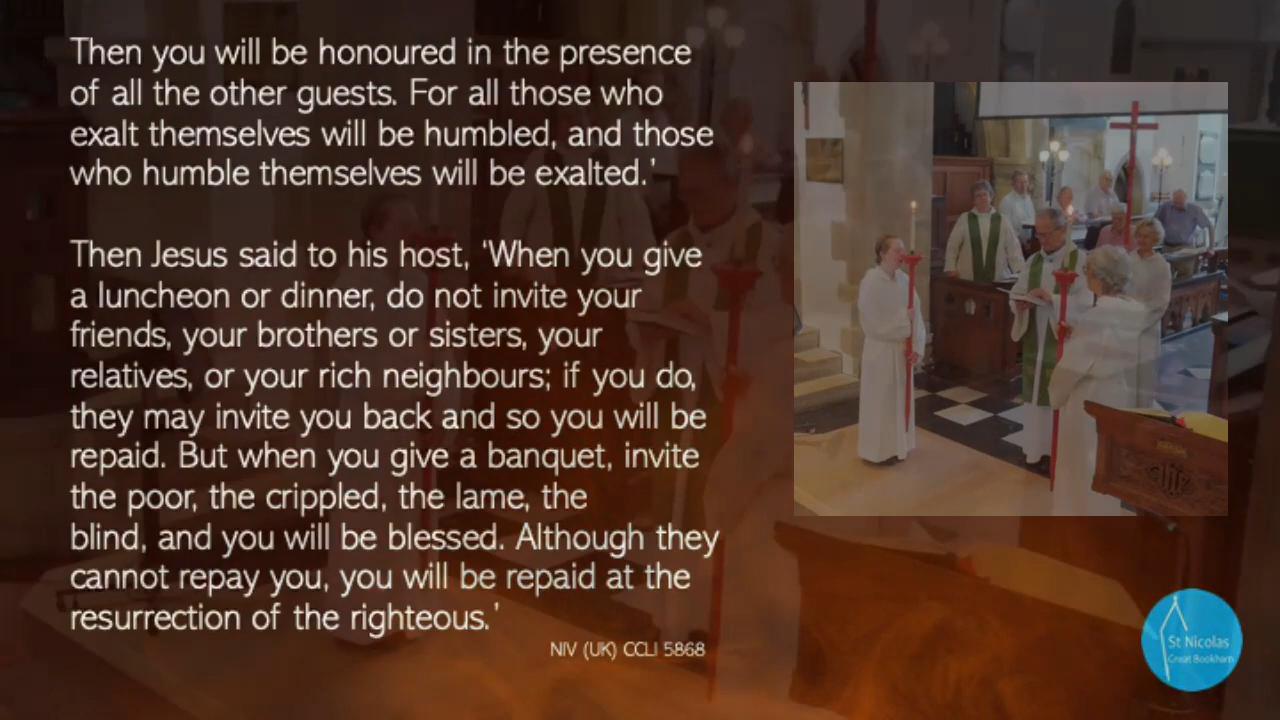 Then you will be honoured in the presence
of all the other guests. For all those who
exalt themselves will be humbled, and those
who humble themselves will be exalted.’
Then Jesus said to his host, ‘When you give
a luncheon or dinner, do not invite your
friends, your brothers or sisters, your
relatives, or your rich neighbours; if you do,
they may invite you back and so you will be
repaid. But when you give a banquet, invite
the poor, the crippled, the lame, the
blind, and you will be blessed. Although they
cannot repay you, you will be repaid at the
resurrection of the righteous.’
NIV (UK) CCLI 5868
St Nicolas
Great Bookham